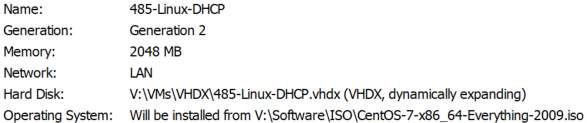 Name: 485-Linux-DHCP
Generation: Generation 2
Memory: 2048 MB
Network: LAN
Hard Disk: V:\VMs\VHDX\485-Linux-DHCP.vhdx (VHDX, dynamically expanding)
Operating System: Will be installed from V:\Software\ISO\CentOS-7-x86_64-Everything-2009.iso